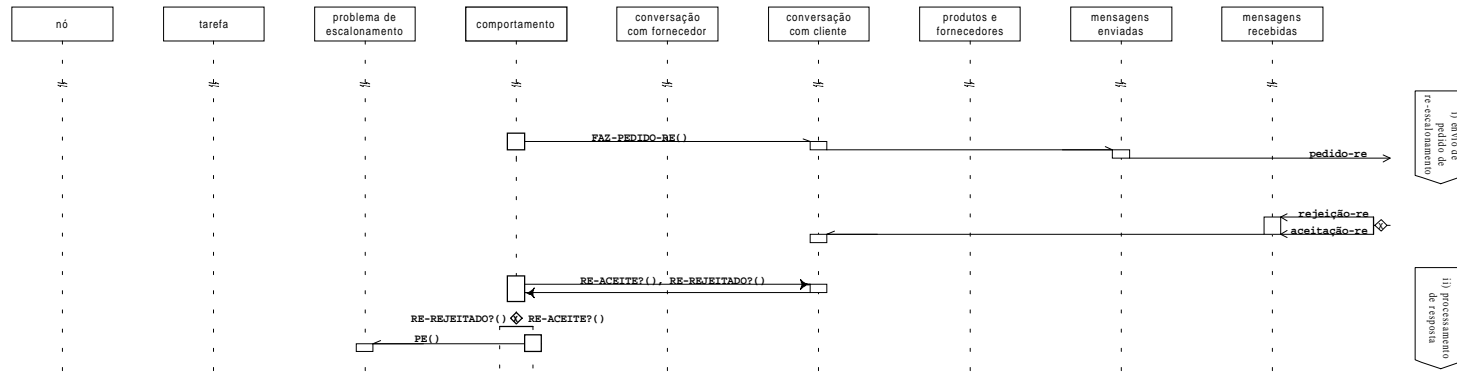 nó
tarefa
problema de
escalonamento
comportamento
conversação
com fornecedor
conversação
com cliente
produtos e
fornecedores
mensagens
enviadas
mensagens
recebidas
i) envio de
pedido de
re-escalonamento
FAZ-PEDIDO-RE()
pedido-re
rejeição-re
aceitação-re
ii) processamento
de resposta
RE-ACEITE?(), RE-REJEITADO?()
RE-REJEITADO?() RE-ACEITE?()
PE()